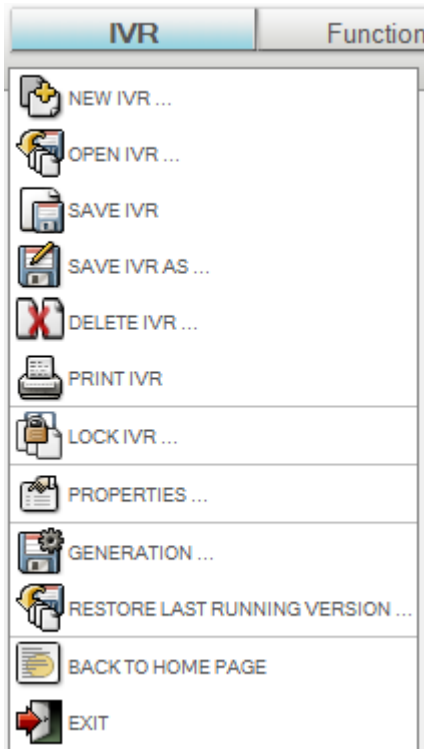 IVR Function
NEW IVR ...
OPEN IVR ...
SAVE IVR
SAVE IVR AS ...
DELETE IVR ...
PRINT IVR
LOCK IVR ...
PROPERTIES ...
GENERATION ...
RESTORE LAST RUNNING VERSION ...
BACK TO HOME PAGE
EXIT